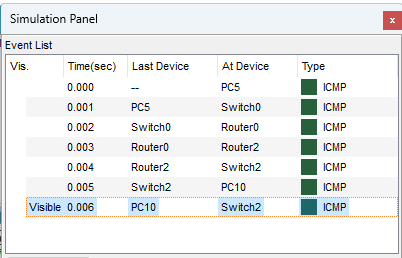 Simulation Panel
x
Event List
Vis. Time(sec) Last Device At Device Type
0.000 -- PC5 ICMP
0.001 PC5 Switch0 ICMP
0.002 Switch0 Router0 ICMP
0.003 Router0 Router2 ICMP
0.004 Router2 Switch2 ICMP
0.005 Switch2 PC10 ICMP
Visible 0.006 PC10 Switch2 ICMP